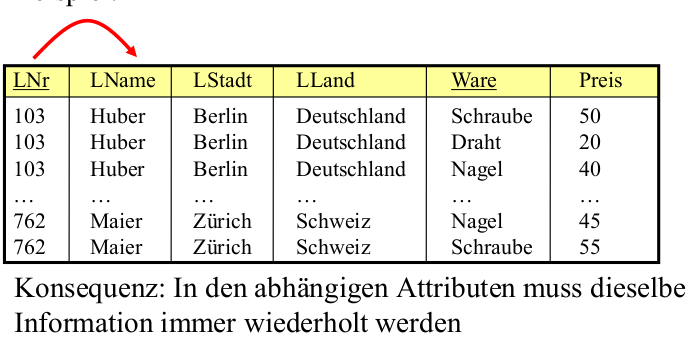 LNr LName LStadt LLand Ware Preis
103 Huber Berlin Deutschland Schraube 50
103 Huber Berlin Deutschland Draht 20
103 Huber Berlin Deutschland Nagel 40
… … … … … …
762 Maier Zürich Schweiz Nagel 45
762 Maier Zürich Schweiz Schraube 55
Konsequenz: In den abhängigen Attributen muss dieselbe
Information immer wiederholt werden